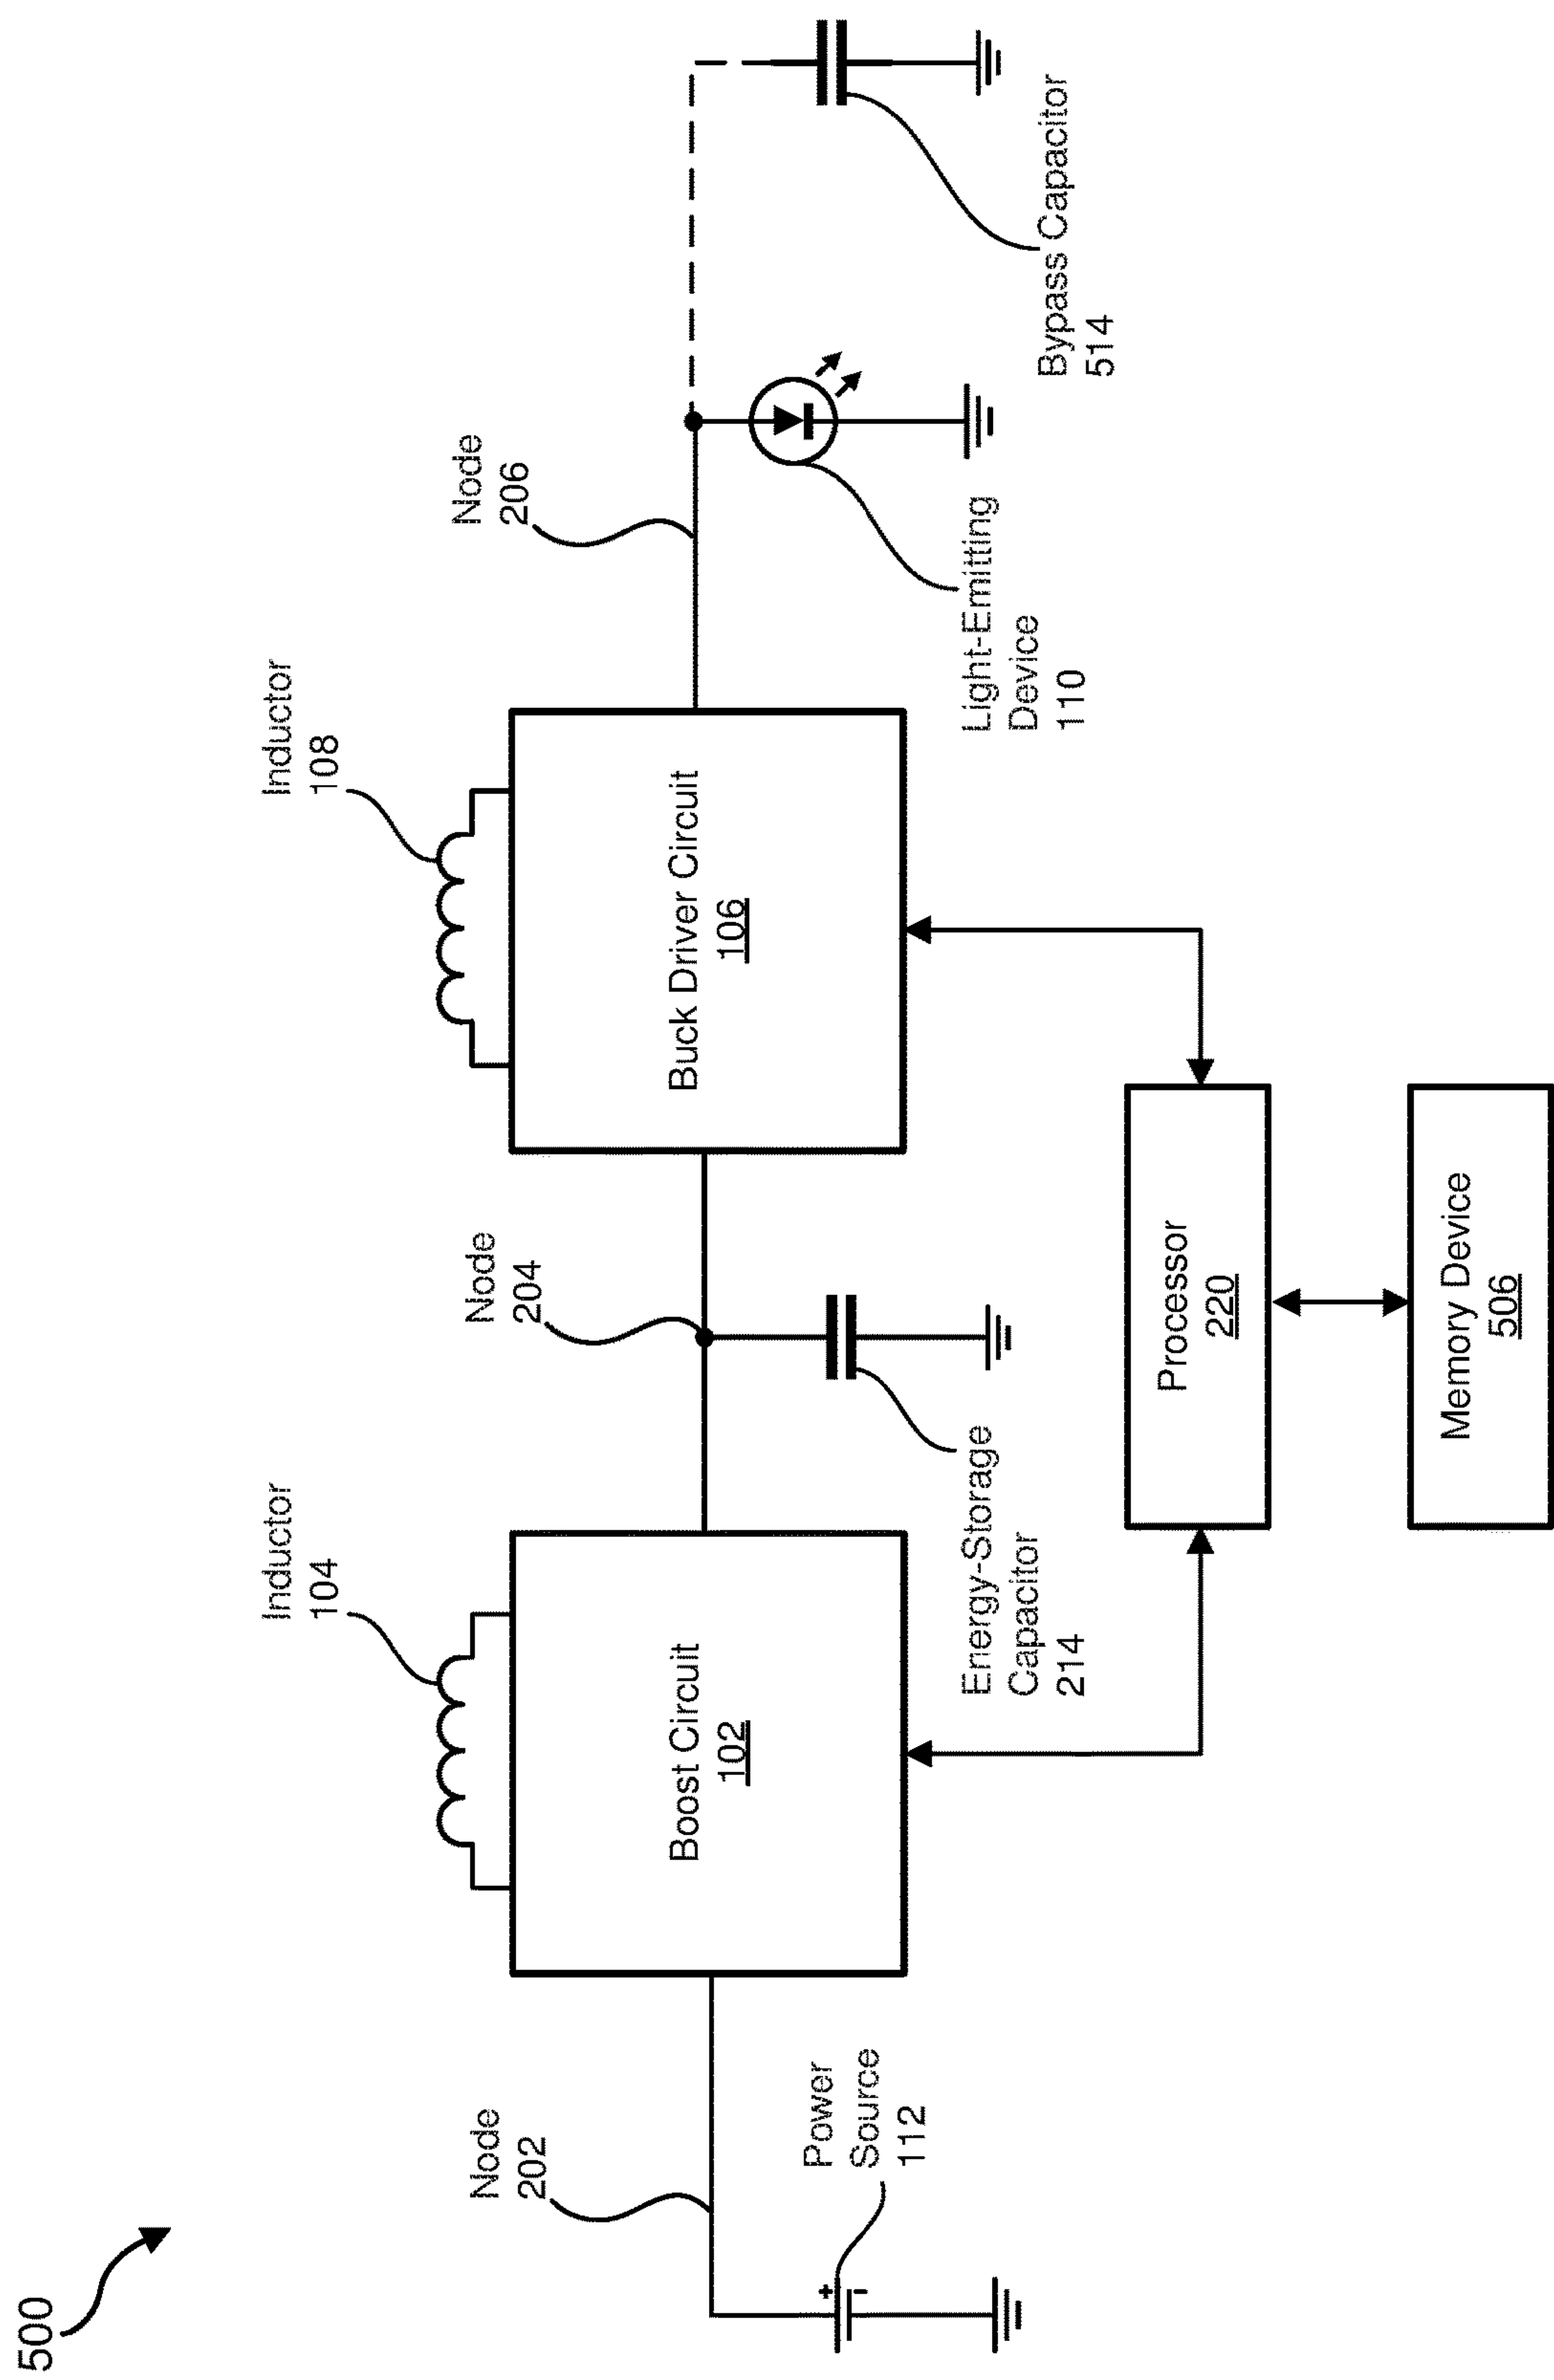 500
Node
202
Power
Source
112
+
-
Inductor
104
Boost Circuit
102
Node
204
Energy-Storage
Capacitor
214
Inductor
108
Buck Driver Circuit
106
Node
206
Light-Emitting
Device
110
Bypass Capacitor
514
Processor
220
Memory Device
506